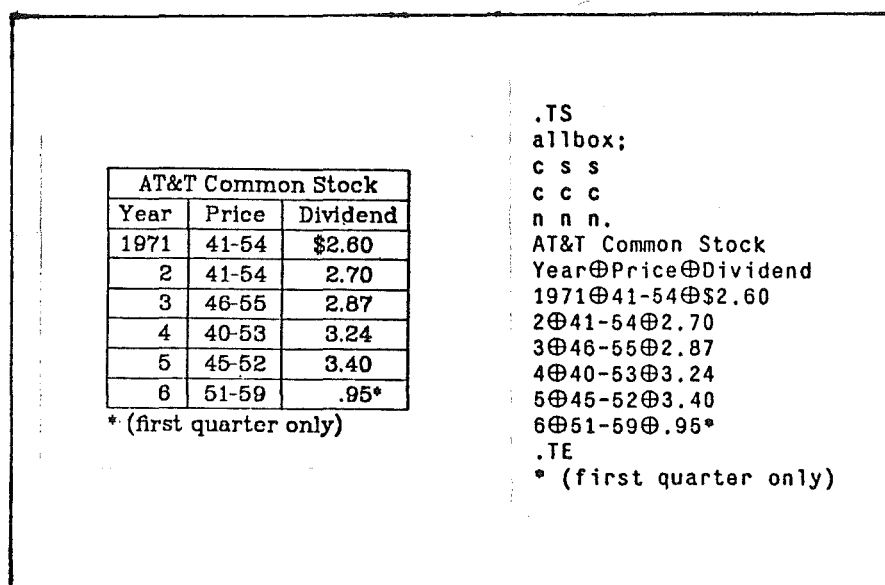 AT&T Common Stock
Year Price Dividend
1971 41-54 $2.60
2 41-54 2.70
3 46-55 2.87
4 40-53 3.24
5 45-52 3.40
6 51-59 .95*
* (first quarter only)
.TS
allbox;
c s s
c c c
n n n.
AT&T Common Stock
Year⊕Price⊕Dividend
1971⊕41-54⊕$2.60
2⊕41-54⊕2.70
3⊕46-55⊕2.87
4⊕40-53⊕3.24
5⊕45-52⊕3.40
6⊕51-59⊕.95*
.TE
* (first quarter only)